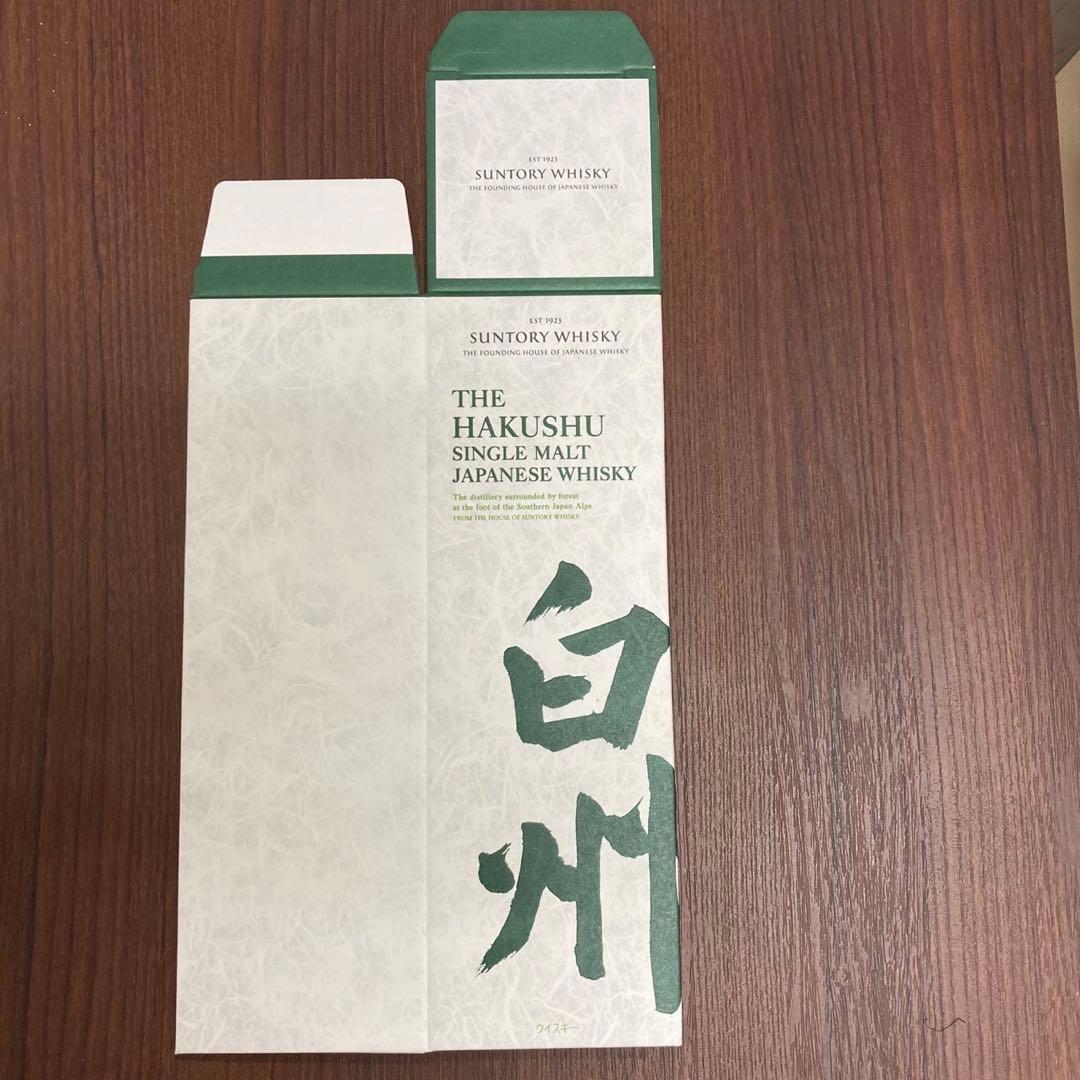 EST 1923
SUNTORY WHISKY
THE FOUNDING HOUSE OF JAPANESE WHISKY
EST 1923
SUNTORY WHISKY
THE FOUNDING HOUSE OF JAPANESE WHISKY
THE
HAKUSHU
SINGLE MALT
JAPANESE WHISKY
The distillery surrounded by forest
at the foot of the Southern Japan Alps
FROM THE HOUSE OF SUNTORY WHISKY
白州
ウイスキー